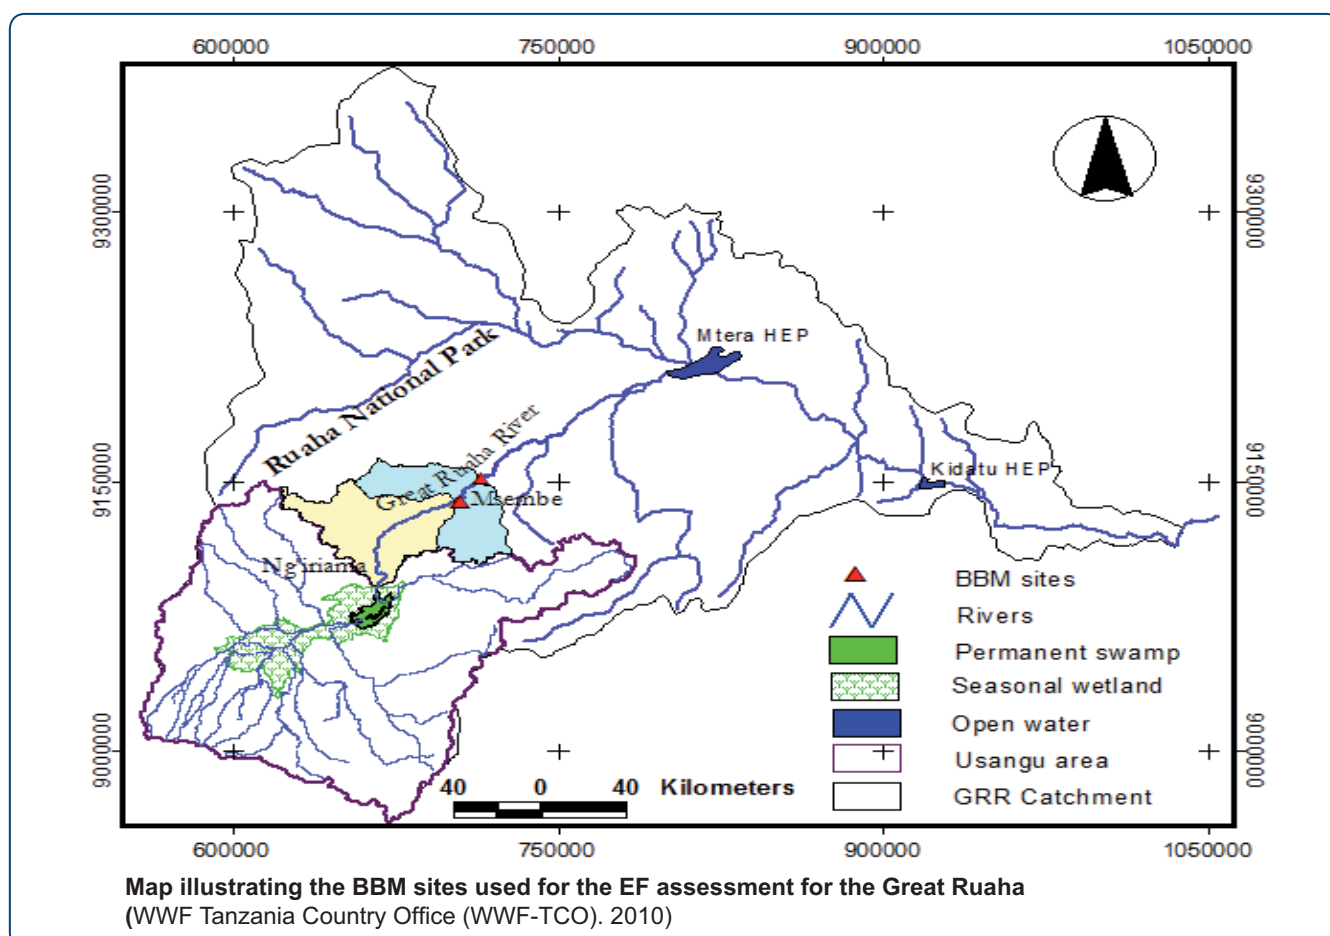 600000 750000 900000 1050000
9300000 9300000
Mtera HEP
Ruaha National Park
Great Ruaha River
9150000 9150000
Kidatu HEP
Msembe
Ng'iriama
BBM sites
Rivers
Permanent swamp
Seasonal wetland
Open water
Usangu area
GRR Catchment
9000000 9000000
40 0 40 Kilometers
600000 750000 900000 1050000
Map illustrating the BBM sites used for the EF assessment for the Great Ruaha
(WWF Tanzania Country Office (WWF-TCO). 2010)